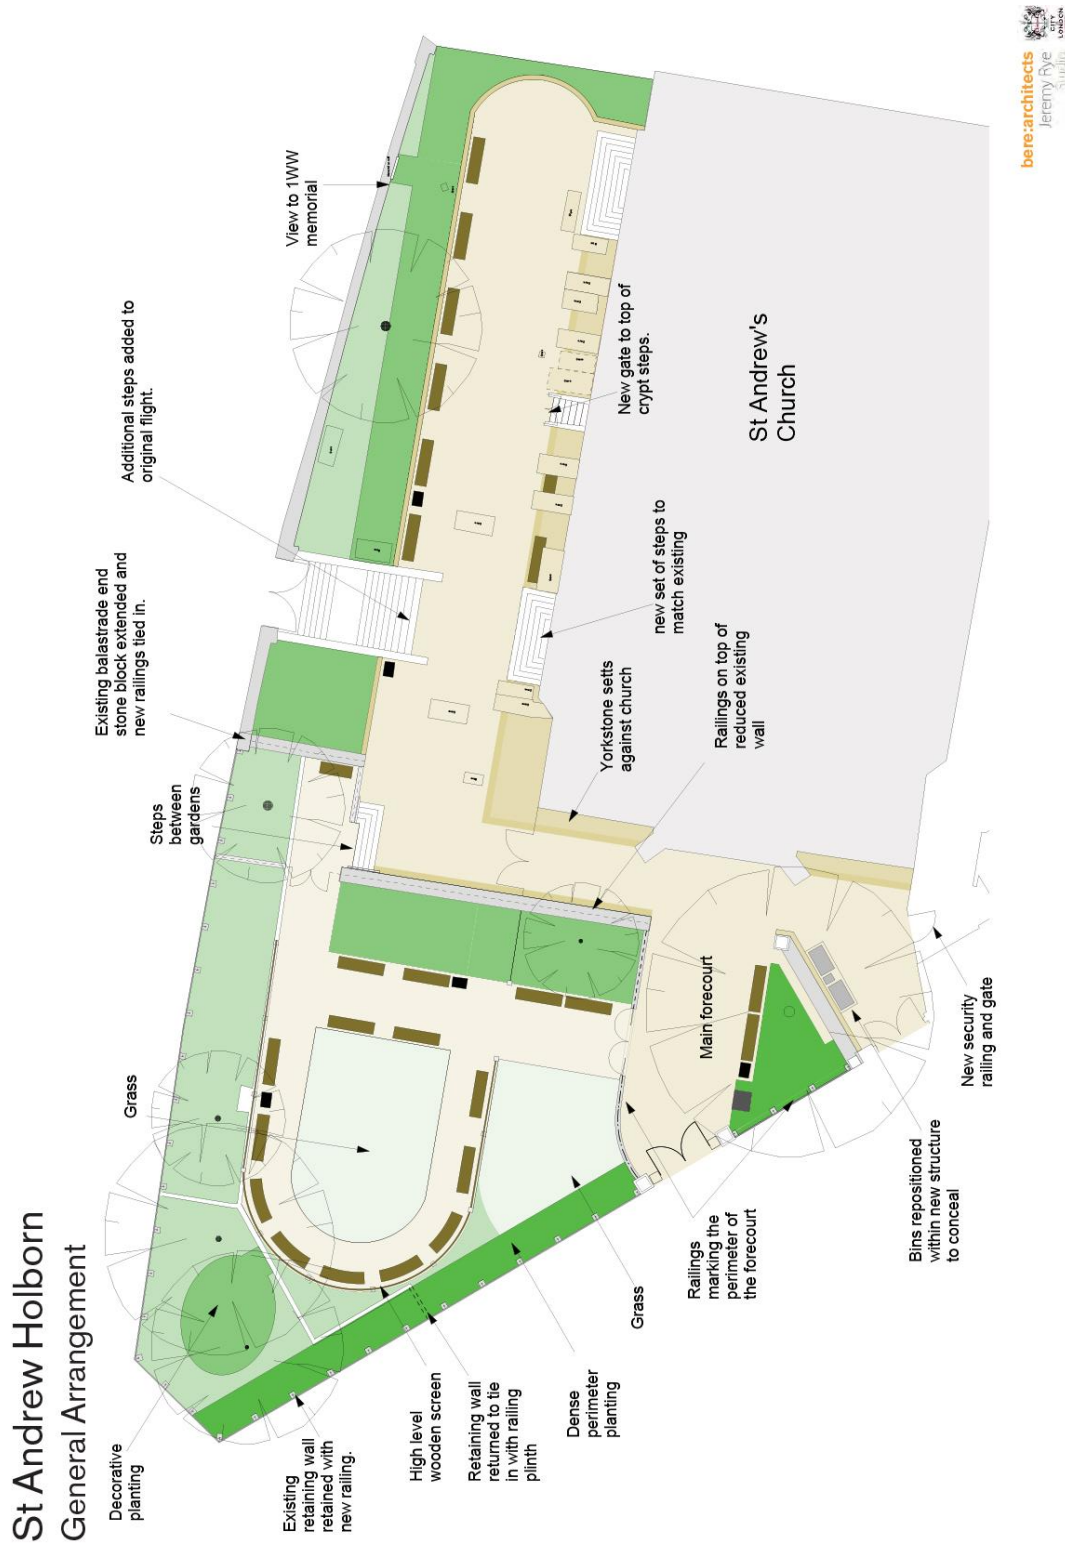 St Andrew Holborn
General Arrangement
Decorative
planting
Existing
retaining wall
retained with
new railing.
High level
wooden screen
Retaining wall
returned to tie
in with railing
plinth
Dense
perimeter
planting
Grass
Grass
Steps
between
gardens
Existing balastrade end
stone block extended and
new railings tied in.
Additional steps added to
original flight.
View to 1WW
memorial
New gate to top of
crypt steps.
new set of steps to
match existing
Yorkstone setts
against church
Railings on top of
reduced existing
wall
St Andrew's
Church
Main forecourt
Railings
marking the
perimeter of
the forecourt
Bins repositioned
within new structure
to conceal
New security
railing and gate
bere:architects
Jeremy Rye
Studio
CITY
LONDON